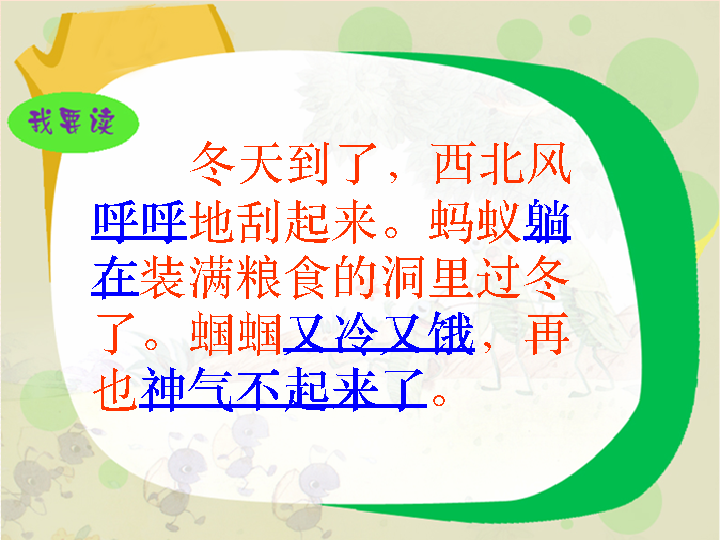 我要读
冬天到了，西北风
呼呼地刮起来。蚂蚁躺
在装满粮食的洞里过冬
了。蝈蝈又冷又饿，再
也神气不起来了。